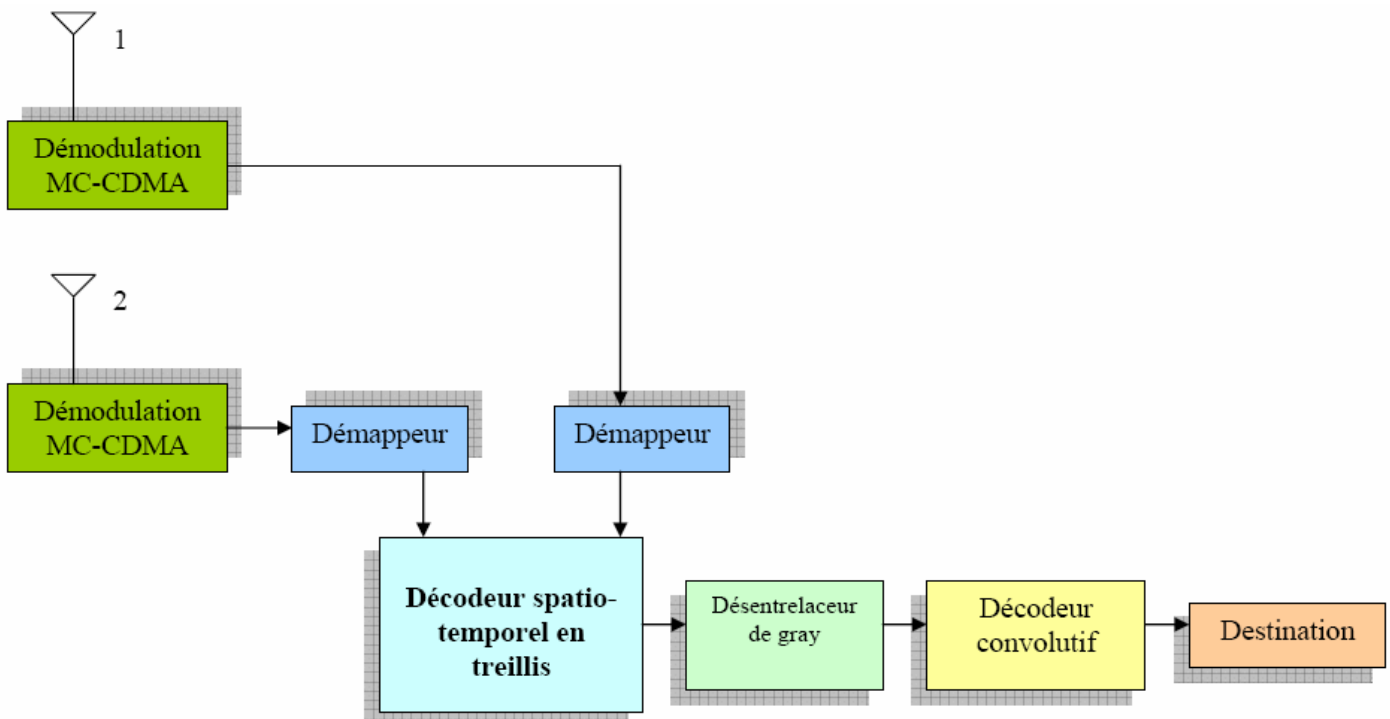 1
Démodulation
MC-CDMA
2
Démodulation
MC-CDMA
Démappeur
Démappeur
Décodeur spatio-
temporel en
treillis
Désentrelaceur
de gray
Décodeur
convolutif
Destination